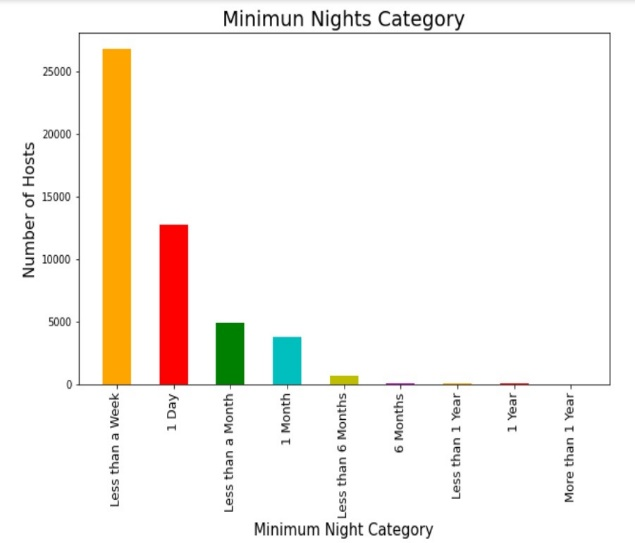 Minimun Nights Category
Number of Hosts
25000
20000
15000
10000
5000
0
Less than a Week
1 Day
Less than a Month
1 Month
Less than 6 Months
6 Months
Less than 1 Year
1 Year
More than 1 Year
Minimum Night Category